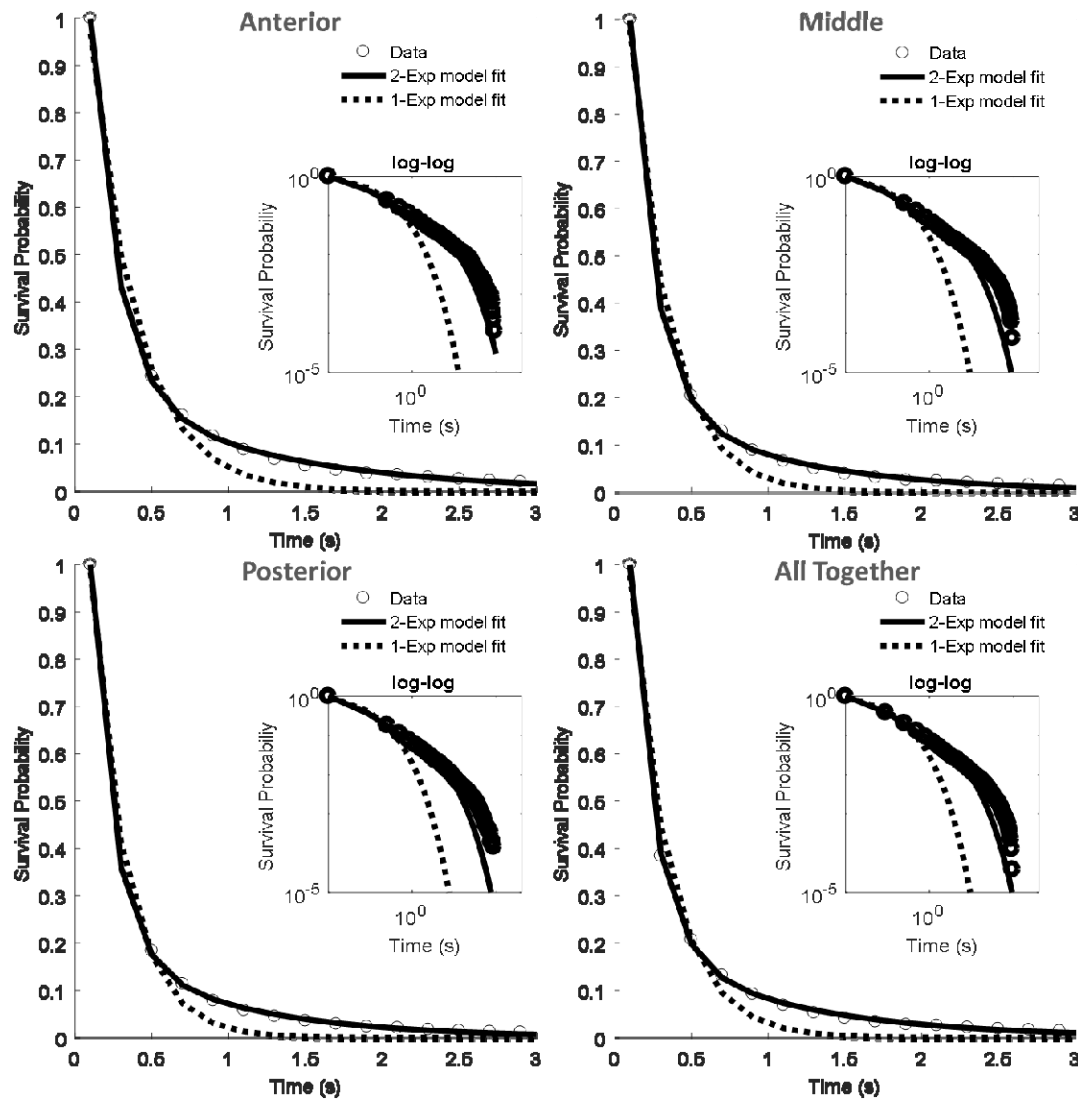 Anterior
Data
2-Exp model fit
1-Exp model fit
log-log
10^0
Survival Probability
10^-5
10^0
Time (s)
1
0.9
0.8
0.7
0.6
0.5
0.4
0.3
0.2
0.1
0
Survival Probability
0 0.5 1 1.5 2 2.5 3
Time (s)
Middle
Data
2-Exp model fit
1-Exp model fit
log-log
10^0
Survival Probability
10^-5
10^0
Time (s)
1
0.9
0.8
0.7
0.6
0.5
0.4
0.3
0.2
0.1
0
Survival Probability
0 0.5 1 1.5 2 2.5 3
Time (s)
Posterior
Data
2-Exp model fit
1-Exp model fit
log-log
10^0
Survival Probability
10^-5
10^0
Time (s)
1
0.9
0.8
0.7
0.6
0.5
0.4
0.3
0.2
0.1
0
Survival Probability
0 0.5 1 1.5 2 2.5 3
Time (s)
All Together
Data
2-Exp model fit
1-Exp model fit
log-log
10^0
Survival Probability
10^-5
10^0
Time (s)
1
0.9
0.8
0.7
0.6
0.5
0.4
0.3
0.2
0.1
0
Survival Probability
0 0.5 1 1.5 2 2.5 3
Time (s)